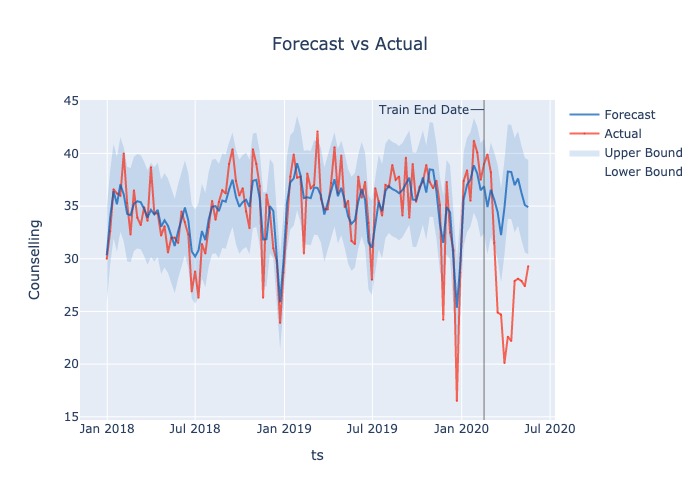 Forecast vs Actual
45
40
35
30
25
20
15
Counselling
Train End Date
Jan 2018
Jul 2018
Jan 2019
Jul 2019
Jan 2020
Jul 2020
ts
Forecast
Actual
Upper Bound
Lower Bound